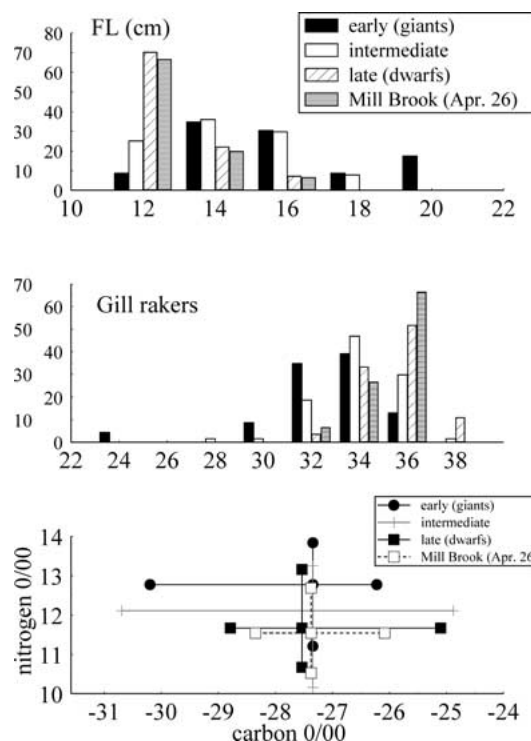 FL (cm)
early (giants)
intermediate
late (dwarfs)
Mill Brook (Apr. 26)
80
70
60
50
40
30
20
10
0
10 12 14 16 18 20 22
Gill rakers
70
60
50
40
30
20
10
0
22 24 26 28 30 32 34 36 38
early (giants)
intermediate
late (dwarfs)
Mill Brook (Apr. 26
nitrogen 0/00
14
13
12
11
10
-31 -30 -29 -28 -27 -26 -25 -24
carbon 0/00